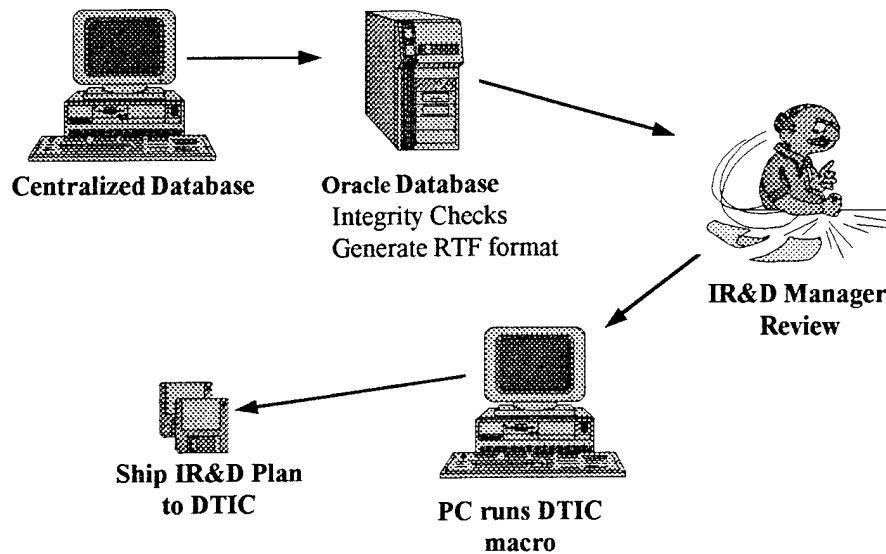 Centralized Database
Oracle Database
Integrity Checks
Generate RTF format
IR&D Manager
Review
Ship IR&D Plan
to DTIC
PC runs DTIC
macro